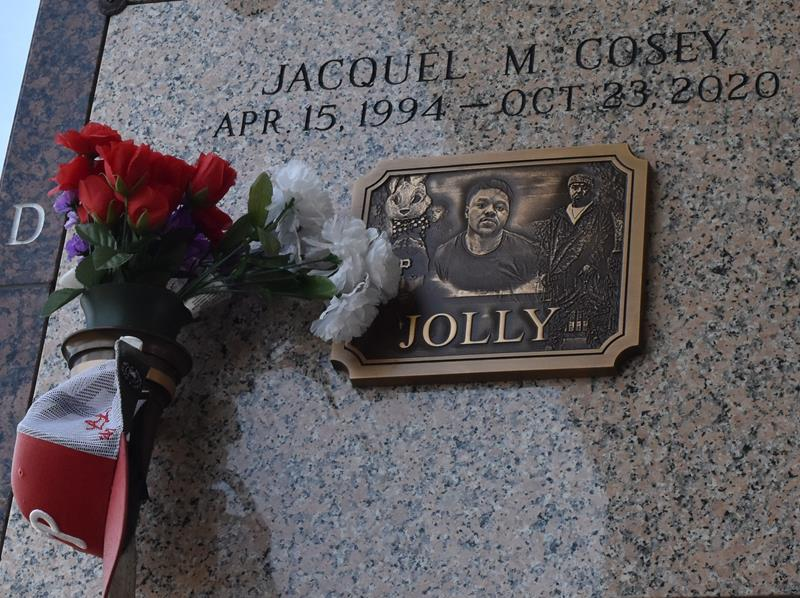 JACQUEL M COSEY
APR. 15, 1994 — OCT 23, 2020
D
P
JOLLY